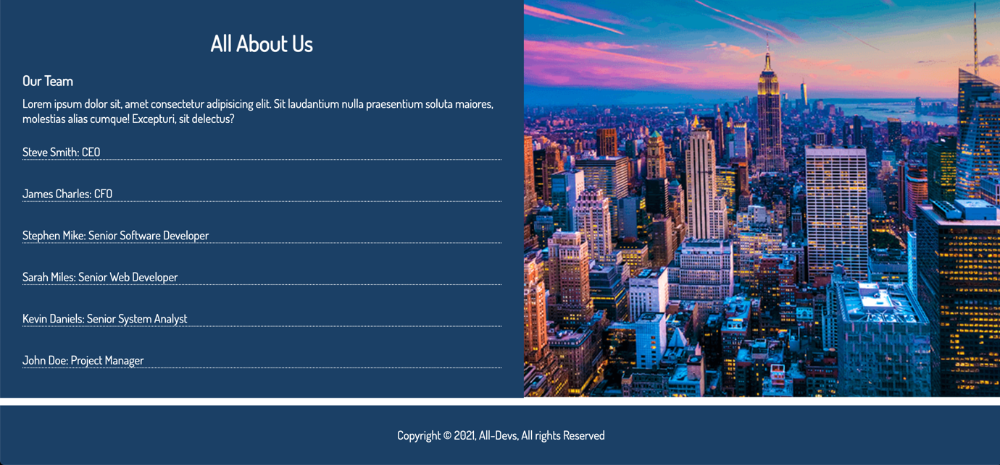 All About Us
Our Team
Lorem ipsum dolor sit, amet consectetur adipisicing elit. Sit laudantium nulla praesentium soluta maiores,
molestias alias cumque! Excepturi, sit delectus?
Steve Smith: CEO
James Charles: CFO
Stephen Mike: Senior Software Developer
Sarah Miles: Senior Web Developer
Kevin Daniels: Senior System Analyst
John Doe: Project Manager
Copyright © 2021, All-Devs, All rights Reserved